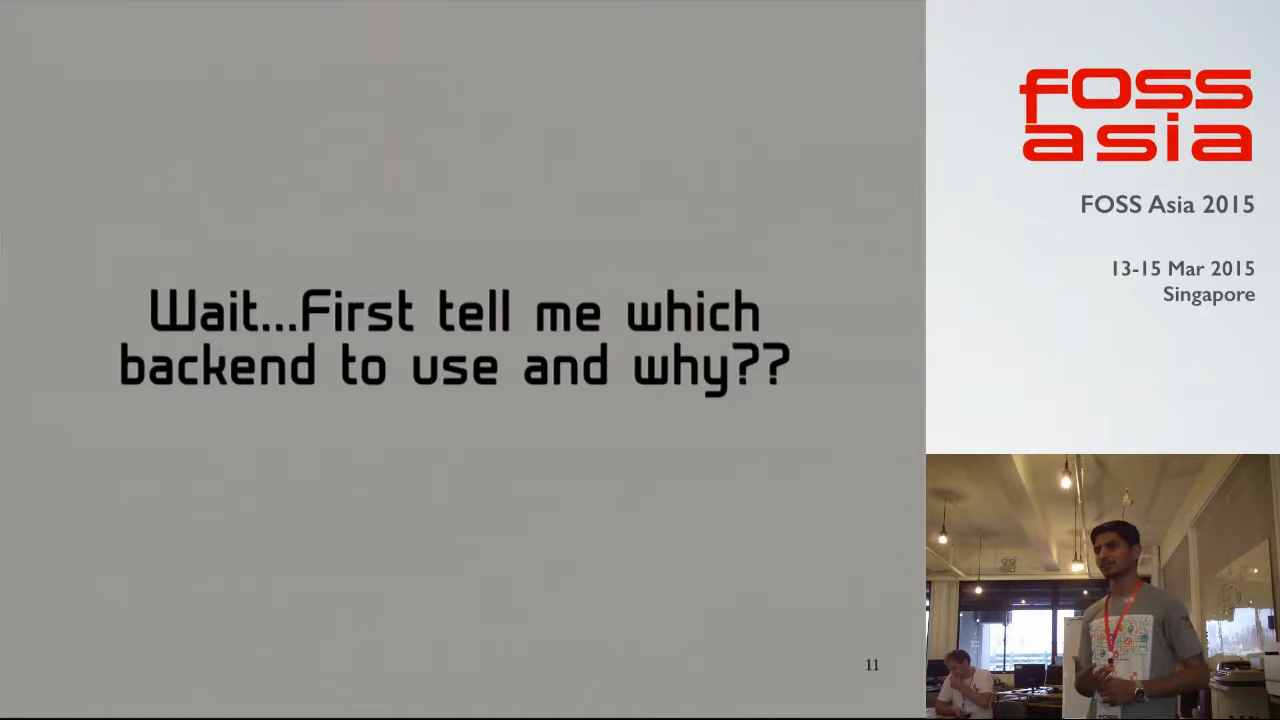 Wait...First tell me which
backend to use and why??
11
foss
asia
FOSS Asia 2015
13-15 Mar 2015
Singapore